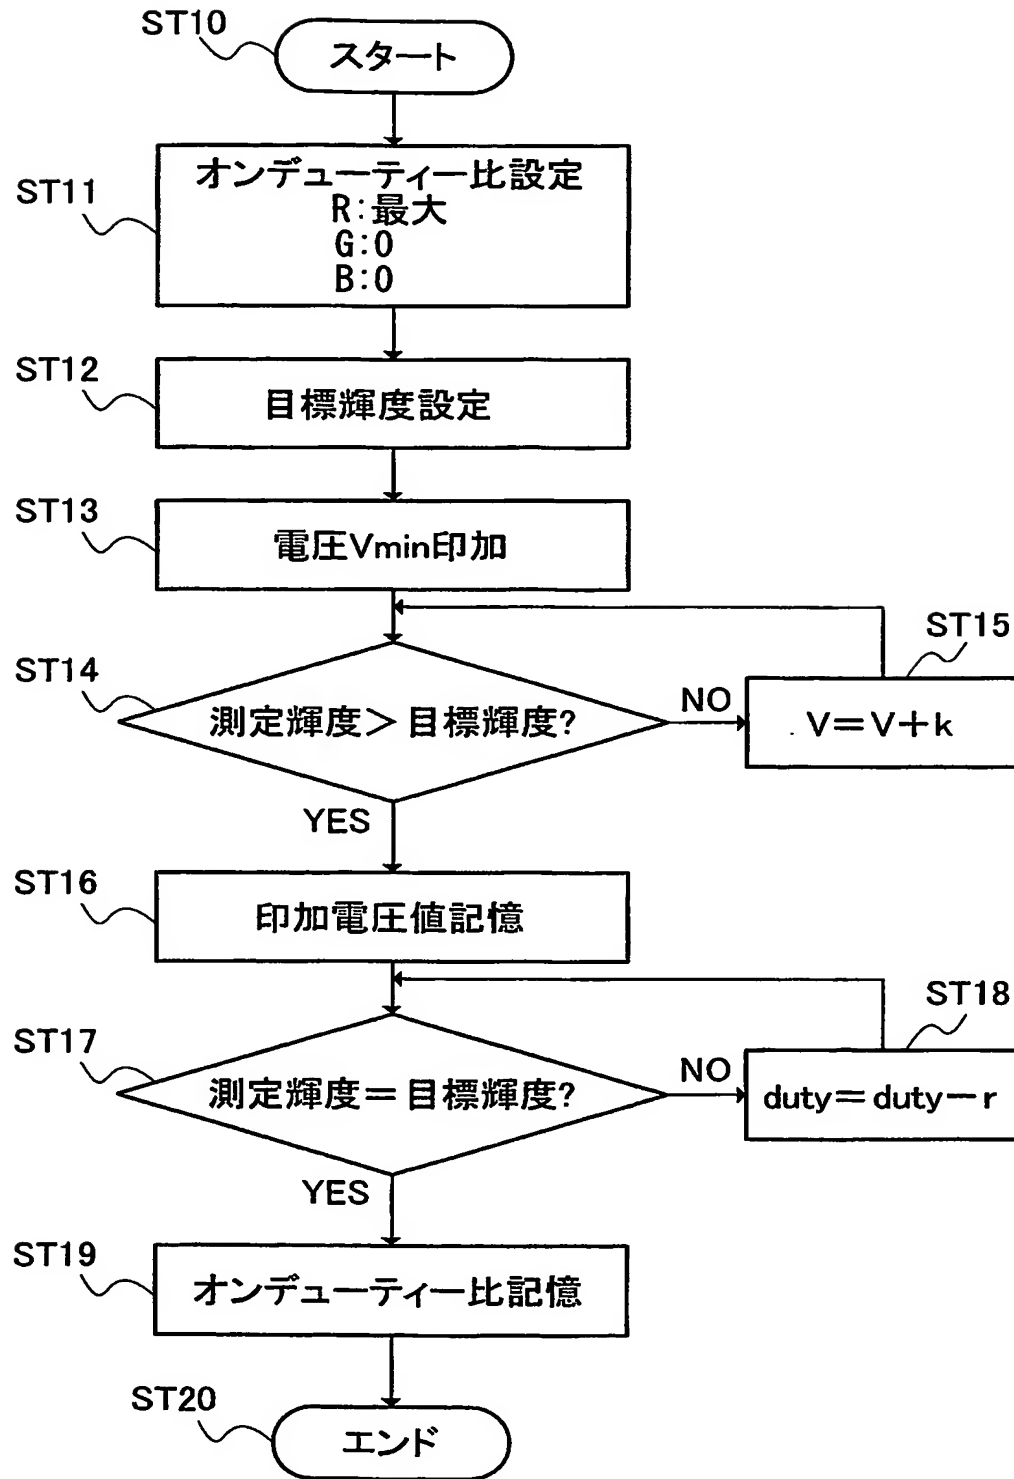 ST10
スタート
ST11
オンデューティー比設定
R:最大
G:0
B:0
ST12
目標輝度設定
ST13
電圧Vmin印加
ST14
測定輝度>目標輝度?
NO
ST15
V=V+k
YES
ST16
印加電圧値記憶
ST17
測定輝度=目標輝度?
NO
ST18
duty=duty-r
YES
ST19
オンデューティー比記憶
ST20
エンド